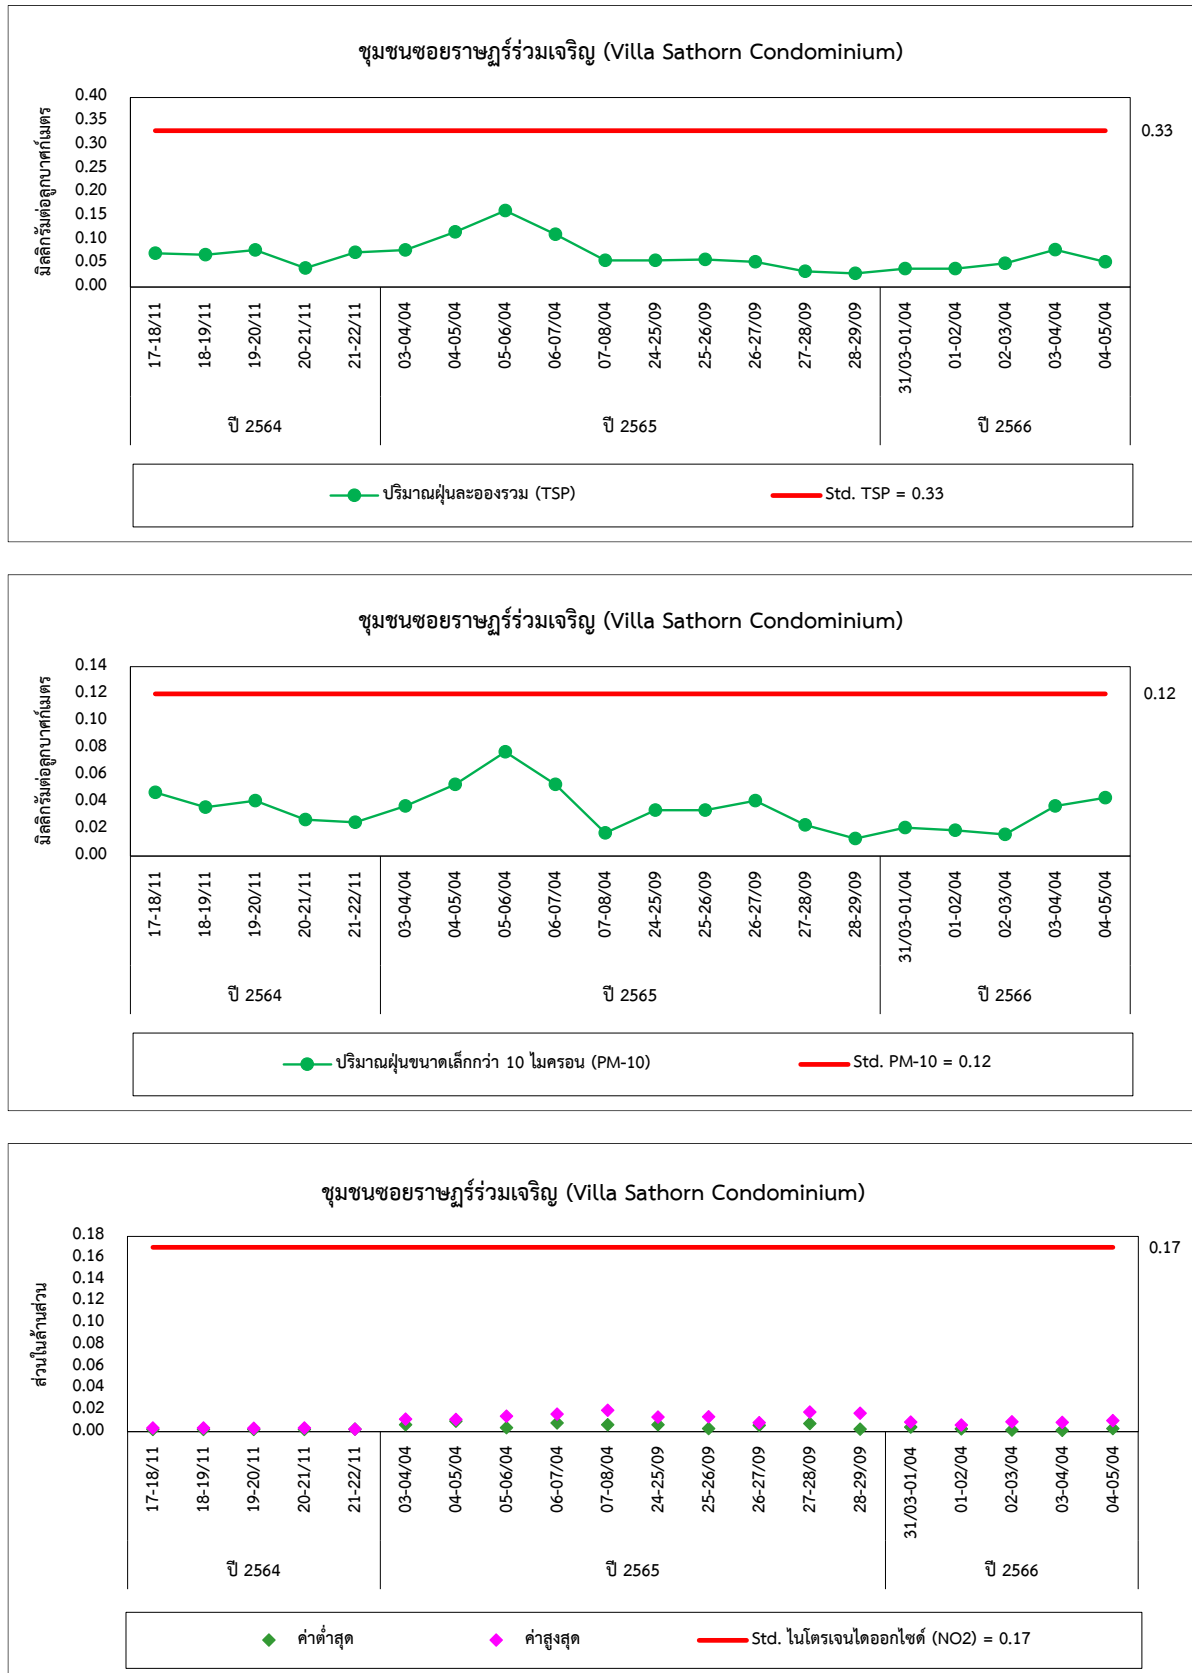 ชุมชนซอยราษฎร์ร่วมเจริญ (Villa Sathorn Condominium)
มิลลิกรัมต่อลูกบาศก์เมตร
0.40
0.35
0.30
0.25
0.20
0.15
0.10
0.05
0.00
0.33
17-18/11 18-19/11 19-20/11 20-21/11 21-22/11 03-04/04 04-05/04 05-06/04 06-07/04 07-08/04 24-25/09 25-26/09 26-27/09 27-28/09 28-29/09 31/03-01/04 01-02/04 02-03/04 03-04/04 04-05/04
ปี 2564 ปี 2565 ปี 2566
ปริมาณฝุ่นละอองรวม (TSP) Std. TSP = 0.33
ชุมชนซอยราษฎร์ร่วมเจริญ (Villa Sathorn Condominium)
มิลลิกรัมต่อลูกบาศก์เมตร
0.14
0.12
0.10
0.08
0.06
0.04
0.02
0.00
0.12
17-18/11 18-19/11 19-20/11 20-21/11 21-22/11 03-04/04 04-05/04 05-06/04 06-07/04 07-08/04 24-25/09 25-26/09 26-27/09 27-28/09 28-29/09 31/03-01/04 01-02/04 02-03/04 03-04/04 04-05/04
ปี 2564 ปี 2565 ปี 2566
ปริมาณฝุ่นขนาดเล็กกว่า 10 ไมครอน (PM-10) Std. PM-10 = 0.12
ชุมชนซอยราษฎร์ร่วมเจริญ (Villa Sathorn Condominium)
ส่วนในล้านส่วน
0.18
0.16
0.14
0.12
0.10
0.08
0.06
0.04
0.02
0.00
0.17
17-18/11 18-19/11 19-20/11 20-21/11 21-22/11 03-04/04 04-05/04 05-06/04 06-07/04 07-08/04 24-25/09 25-26/09 26-27/09 27-28/09 28-29/09 31/03-01/04 01-02/04 02-03/04 03-04/04 04-05/04
ปี 2564 ปี 2565 ปี 2566
ค่าต่ำสุด ค่าสูงสุด Std. ไนโตรเจนไดออกไซด์ (NO2) = 0.17